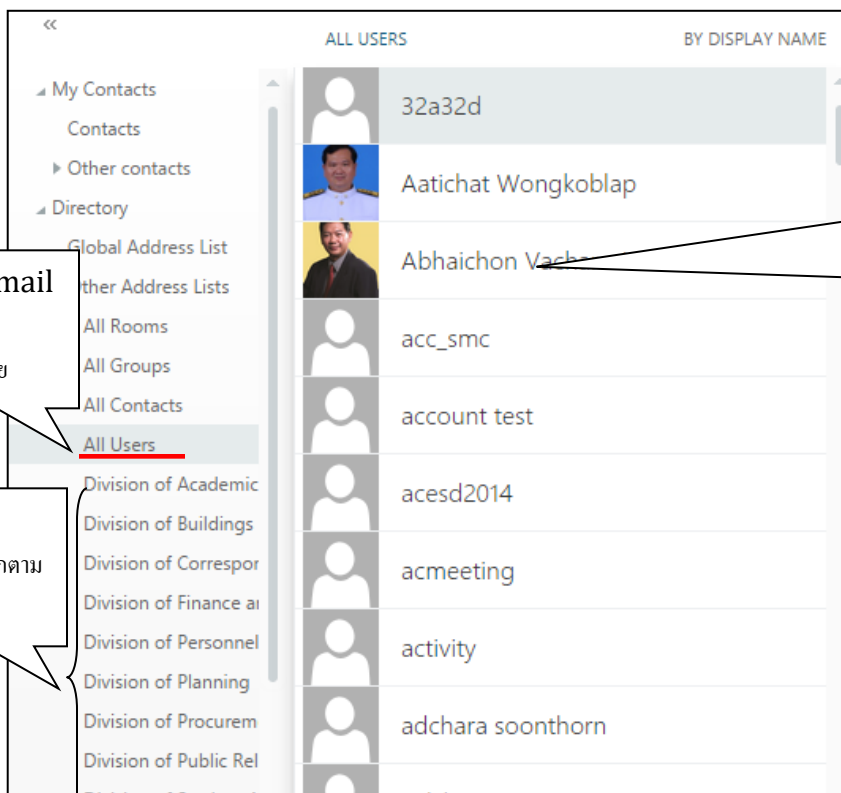 «
ALL USERS
BY DISPLAY NAME
My Contacts
Contacts
Other contacts
Directory
Global Address List
ther Address Lists
All Rooms
All Groups
All Contacts
All Users
Division of Academic
Division of Buildings
Division of Correspon
Division of Finance a
Division of Personnel
Division of Planning
Division of Procurem
Division of Public Rel
mail
ย
กตาม
32a32d
Aatichat Wongkoblap
Abhaichon
acc_smc
account test
acesd2014
acmeeting
activity
adchara soonthorn